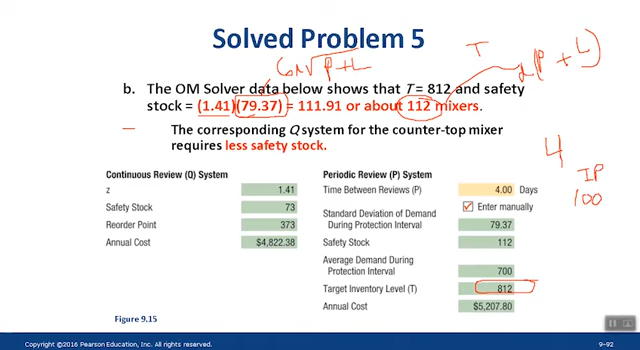 Solved Problem 5
T
σ √P+L
(P + L)
b. The OM Solver data below shows that T = 812 and safety
stock = (1.41)(79.37) = 111.91 or about 112 mixers.
— The corresponding Q system for the counter-top mixer
requires less safety stock.
4
IP
100
Continuous Review (Q) System
z 1.41
Safety Stock 73
Reorder Point 373
Annual Cost $4,822.38
Periodic Review (P) System
Time Between Reviews (P) 4.00 Days
Enter manually
Standard Deviation of Demand
During Protection Interval 79.37
Safety Stock 112
Average Demand During
Protection Interval 700
Target Inventory Level (T) 812
Annual Cost $5,207.80
Figure 9.15
Copyright ©2016 Pearson Education, Inc. All rights reserved.
9-92